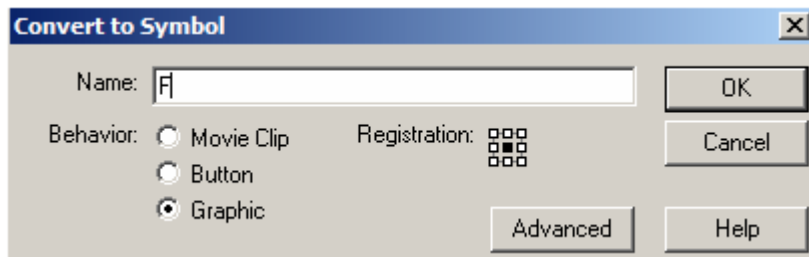 Convert to Symbol
Name: F OK
Behavior: Movie Clip Registration: Cancel
Button
Graphic
Advanced Help